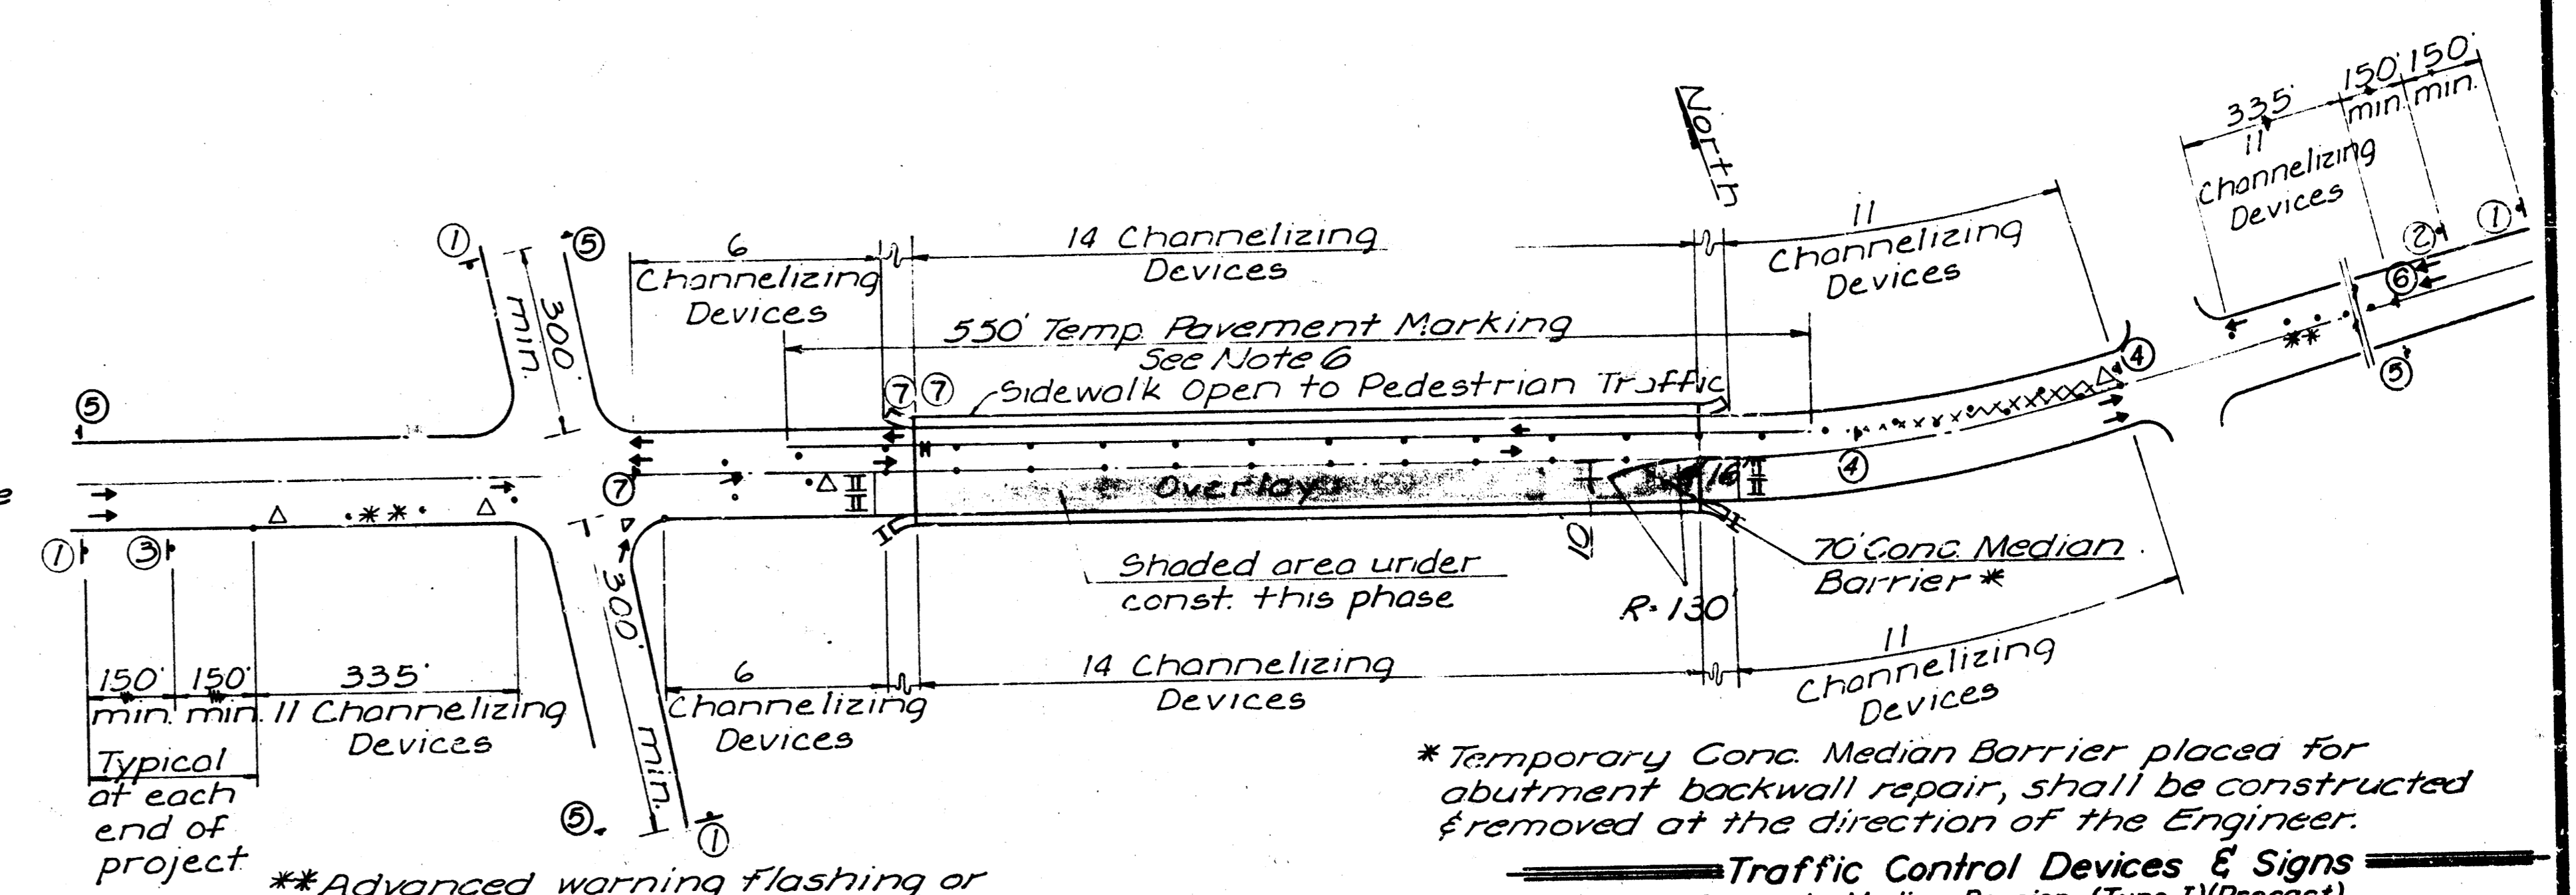 150' 150'
min. min.
335'
11
Channelizing
Devices
North
① ⑤
② ①
⑥
6
Channelizing
Devices
14 Channelizing
Devices
11
Channelizing
Devices
300'
min.
550' Temp. Pavement Marking
See Note 6
Sidewalk Open to Pedestrian Traffic
⑦ ⑦
④
⑤
⑤
⑦
④
**
**
Overlay
16'
① ③
10'
Shaded area under
const. this phase
R=130'
70' Conc. Median
Barrier *
300'
min.
150' 150' 335'
min. min. 11 Channelizing
Devices
6
Channelizing
Devices
14 Channelizing
Devices
11
Channelizing
Devices
Typical
at each
end of
project
⑤ ①
* Temporary Conc. Median Barrier placed for
abutment backwall repair, shall be constructed
& removed at the direction of the Engineer.
** Advanced warning flashing or
Traffic Control Devices & Signs
Median Barrier (Type I)(Precast)